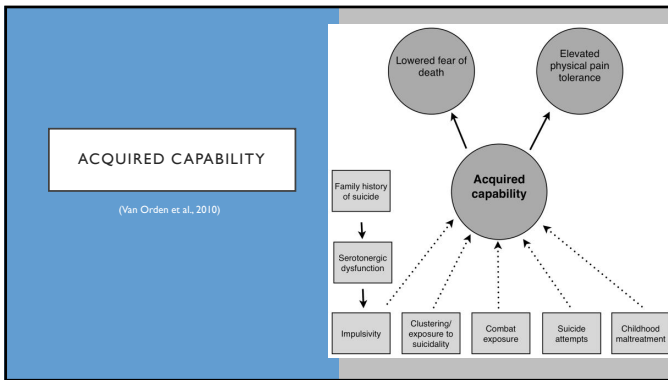 ACQUIRED CAPABILITY
(Van Orden et al., 2010)
Lowered fear of
death
Elevated
physical pain
tolerance
Acquired
capability
Family history
of suicide
Serotonergic
dysfunction
Impulsivity
Clustering/
exposure to
suicidality
Combat
exposure
Suicide
attempts
Childhood
maltreatment